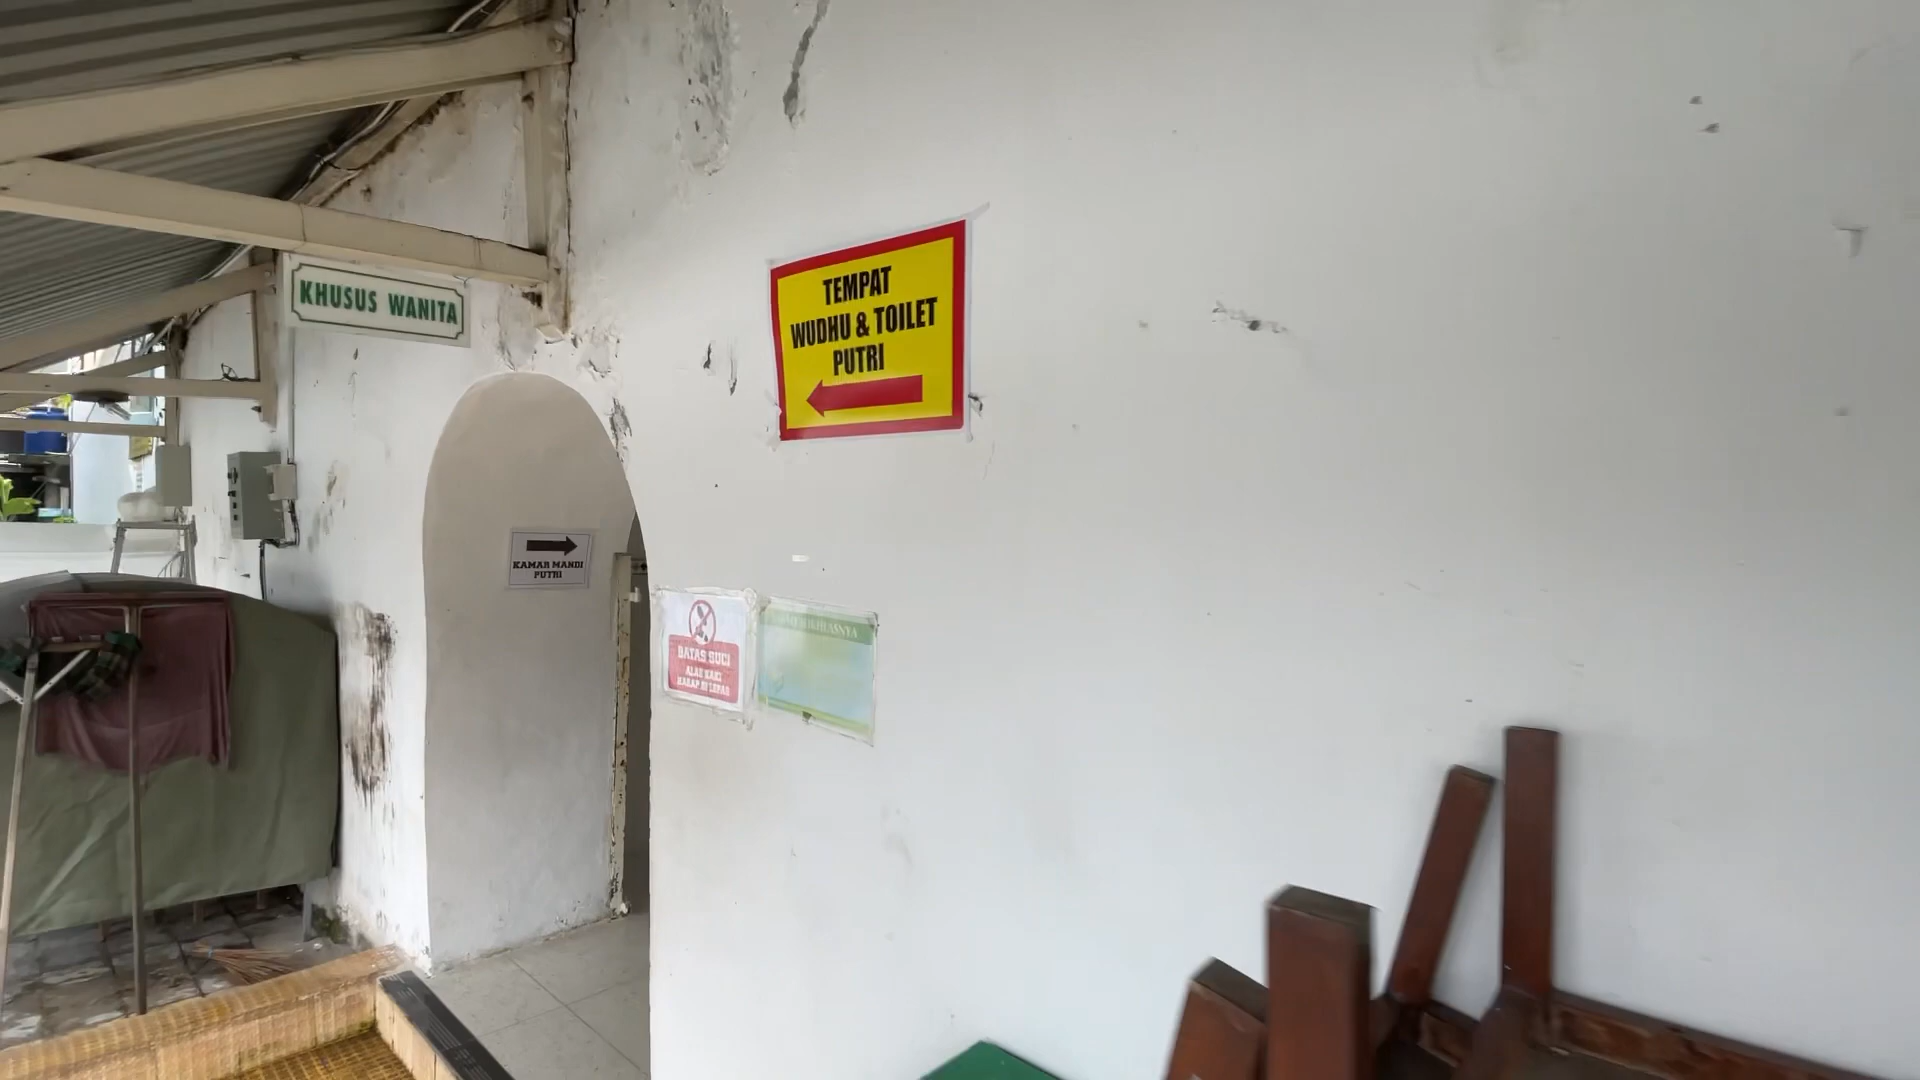 KHUSUS WANITA
TEMPAT
WUDHU & TOILET
PUTRI
KAMAR MANDI
PUTRI
BATAS SUCI
ALAS KAKI
HARAP DI LEPAS